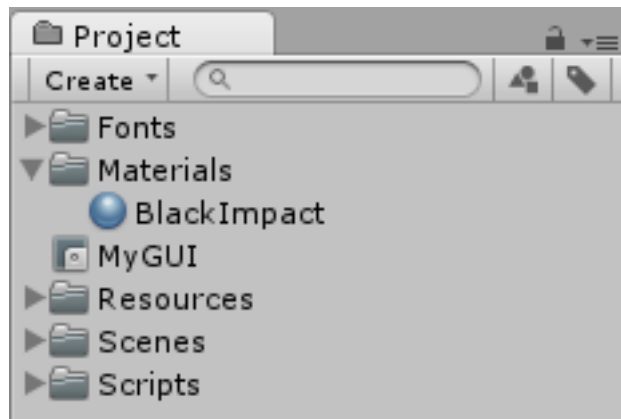 Project
Create
Fonts
Materials
BlackImpact
MyGUI
Resources
Scenes
Scripts